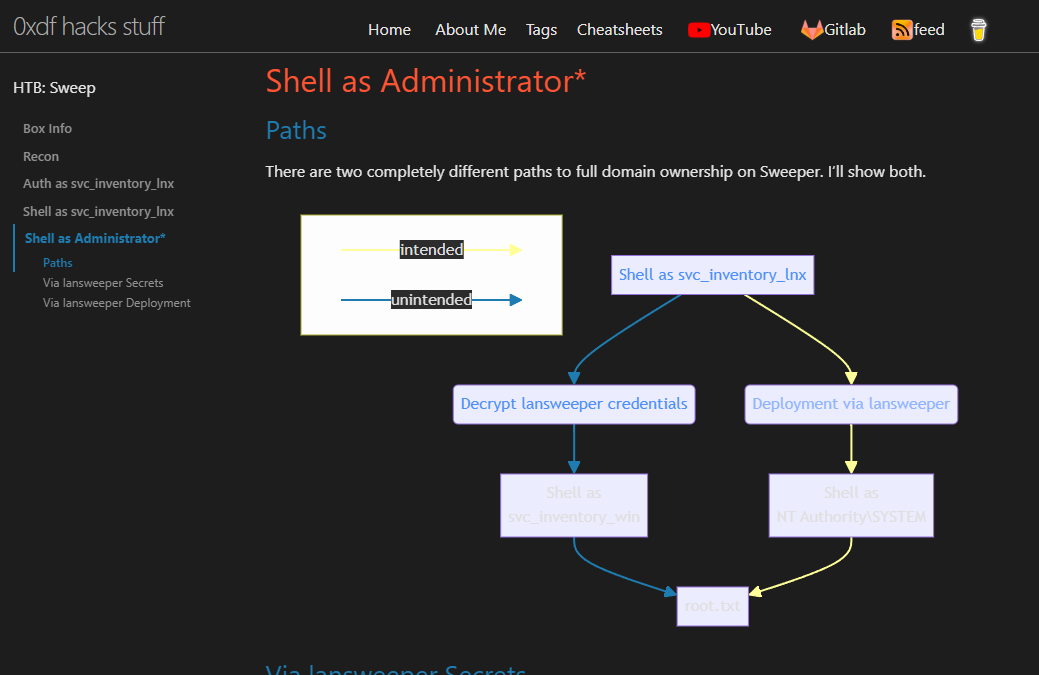 0xdf hacks stuff
Home
About Me
Tags
Cheatsheets
YouTube
Gitlab
feed
HTB: Sweep
Box Info
Recon
Auth as svc_inventory_lnx
Shell as svc_inventory_lnx
Shell as Administrator*
Paths
Via lansweeper Secrets
Via lansweeper Deployment
Shell as Administrator*
Paths
There are two completely different paths to full domain ownership on Sweeper. I'll show both.
intended
unintended
Shell as svc_inventory_lnx
Decrypt lansweeper credentials
Deployment via lansweeper
Shell as
svc_inventory_win
Shell as
NT Authority\SYSTEM
root.txt
Via lansweeper Secrets